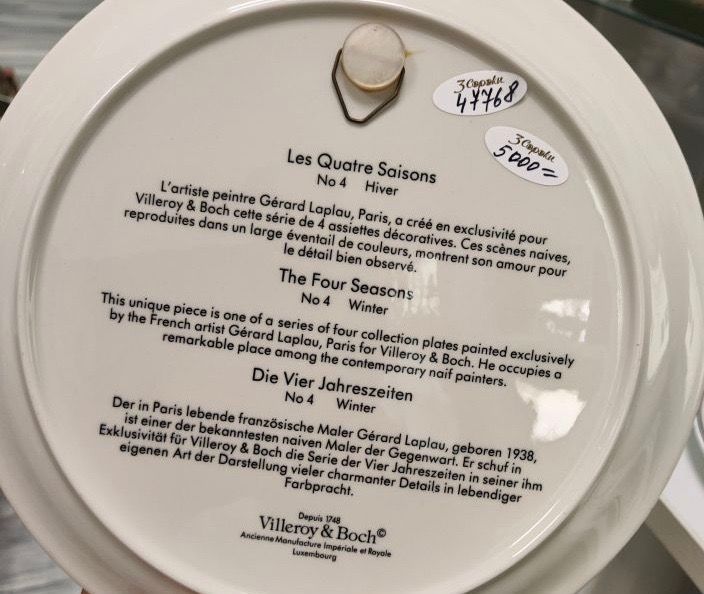 3 Сороки
47768
3 Сороки
5000=
Les Quatre Saisons
No 4 Hiver
L'artiste peintre Gérard Laplau, Paris, a créé en exclusivité pour
Villeroy & Boch cette série de 4 assiettes décoratives. Ces scènes naives,
reproduites dans un large éventail de couleurs, montrent son amour pour
le détail bien observé.
The Four Seasons
No 4 Winter
This unique piece is one of a series of four collection plates painted exclusively
by the French artist Gérard Laplau, Paris for Villeroy & Boch. He occupies a
remarkable place among the contemporary naif painters.
Die Vier Jahreszeiten
No 4 Winter
Der in Paris lebende französische Maler Gérard Laplau, geboren 1938,
ist einer der bekanntesten naiven Maler der Gegenwart. Er schuf in
Exklusivität für Villeroy & Boch die Serie der Vier Jahreszeiten in seiner ihm
eigenen Art der Darstellung vieler charmanter Details in lebendiger
Farbpracht.
Depuis 1748
Villeroy & Boch©
Ancienne Manufacture Impériale et Royale
Luxembourg